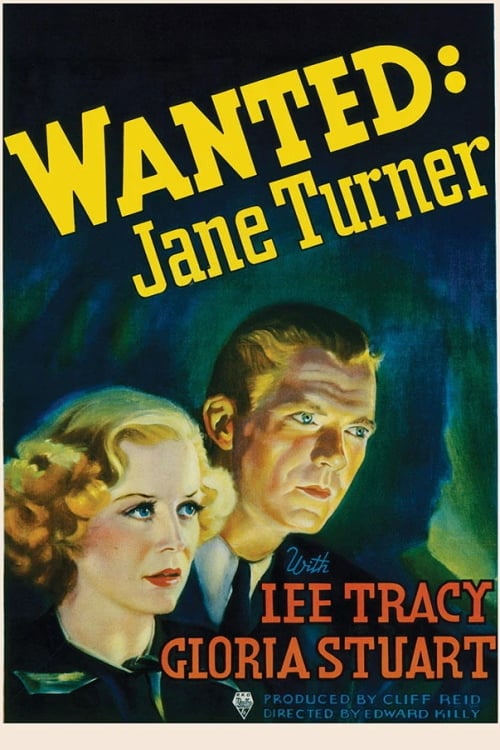 WANTED:
Jane Turner
With
LEE TRACY
GLORIA STUART
PRODUCED BY CLIFF REID
DIRECTED BY EDWARD KILLY